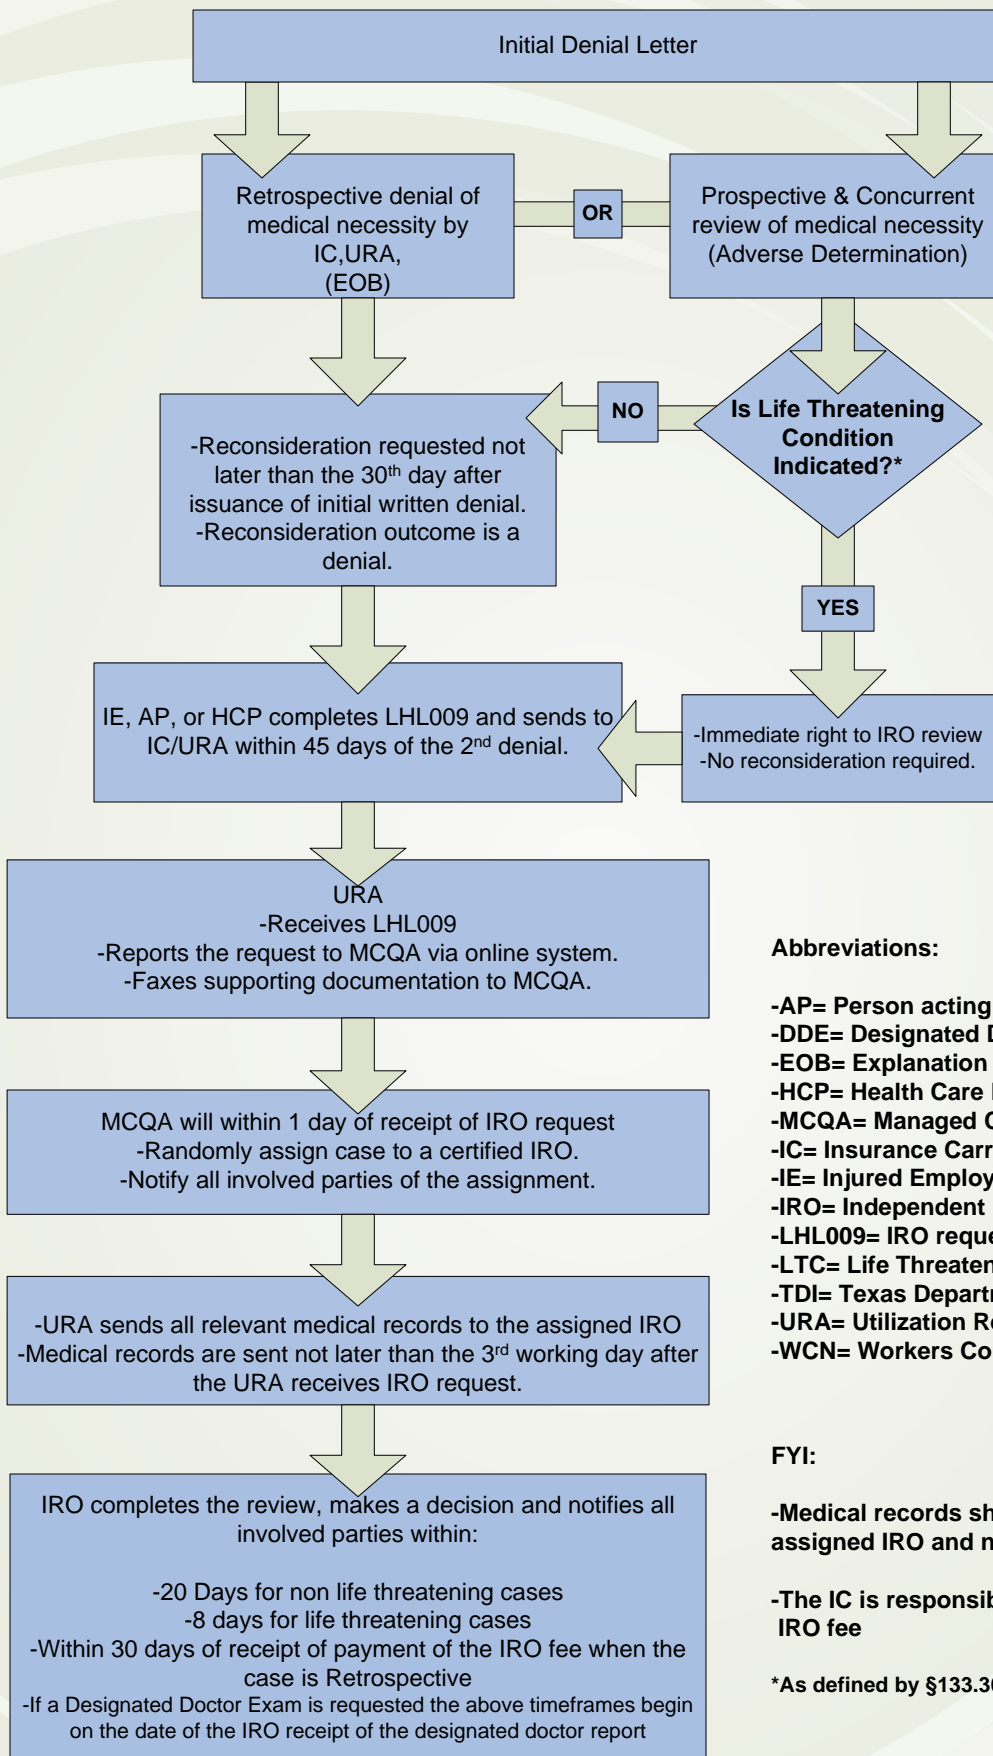 Initial Denial Letter
Retrospective denial of
medical necessity by
IC,URA,
(EOB)
OR
Prospective & Concurrent
review of medical necessity
(Adverse Determination)
NO
Is Life Threatening
Condition
Indicated?*
-Reconsideration requested not
later than the 30th day after
issuance of initial written denial.
-Reconsideration outcome is a
denial.
YES
IE, AP, or HCP completes LHL009 and sends to
IC/URA within 45 days of the 2nd denial.
-Immediate right to IRO review
-No reconsideration required.
URA
-Receives LHL009
-Reports the request to MCQA via online system.
-Faxes supporting documentation to MCQA.
MCQA will within 1 day of receipt of IRO request
-Randomly assign case to a certified IRO.
-Notify all involved parties of the assignment.
-URA sends all relevant medical records to the assigned IRO
-Medical records are sent not later than the 3rd working day after
the URA receives IRO request.
IRO completes the review, makes a decision and notifies all
involved parties within:
-20 Days for non life threatening cases
-8 days for life threatening cases
-Within 30 days of receipt of payment of the IRO fee when the
case is Retrospective
-If a Designated Doctor Exam is requested the above timeframes begin
on the date of the IRO receipt of the designated doctor report
Abbreviations:
-AP= Person acting
-DDE= Designated
-EOB= Explanation
-HCP= Health Care
-MCQA= Managed
-IC= Insurance
-IE= Injured
-IRO= Independent
-LHL009= IRO
-LTC= Life
-TDI= Texas
-URA= Utilization
-WCN= Workers
FYI:
-Medical records
assigned IRO and
-The IC is
IRO fee
*As defined by